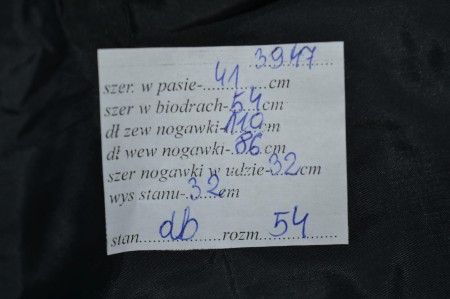 3947
szer. w pasie-41cm
szer w biodrach-54cm
dł zew nogawki-110cm
dł wew nogawki-86cm
szer nogawki w udzie-32cm
wys stanu-32cm
stan db rozm. 54